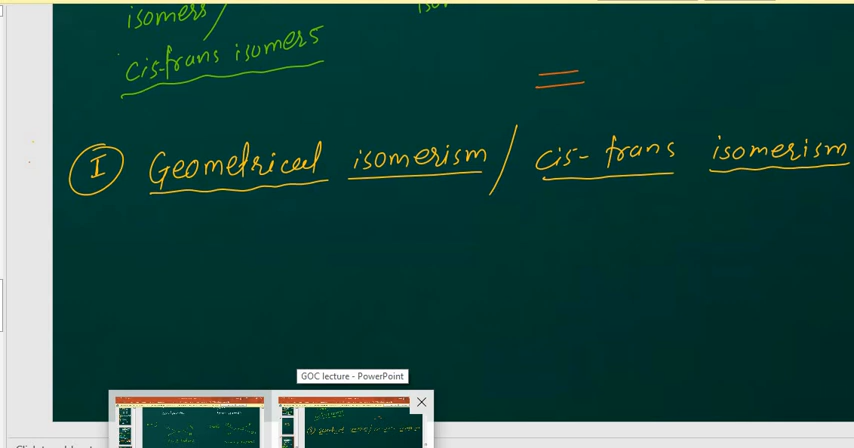 isomers/
cis-trans isomers
I Geometrical isomerism / cis-trans isomerism
GOC lecture - PowerPoint